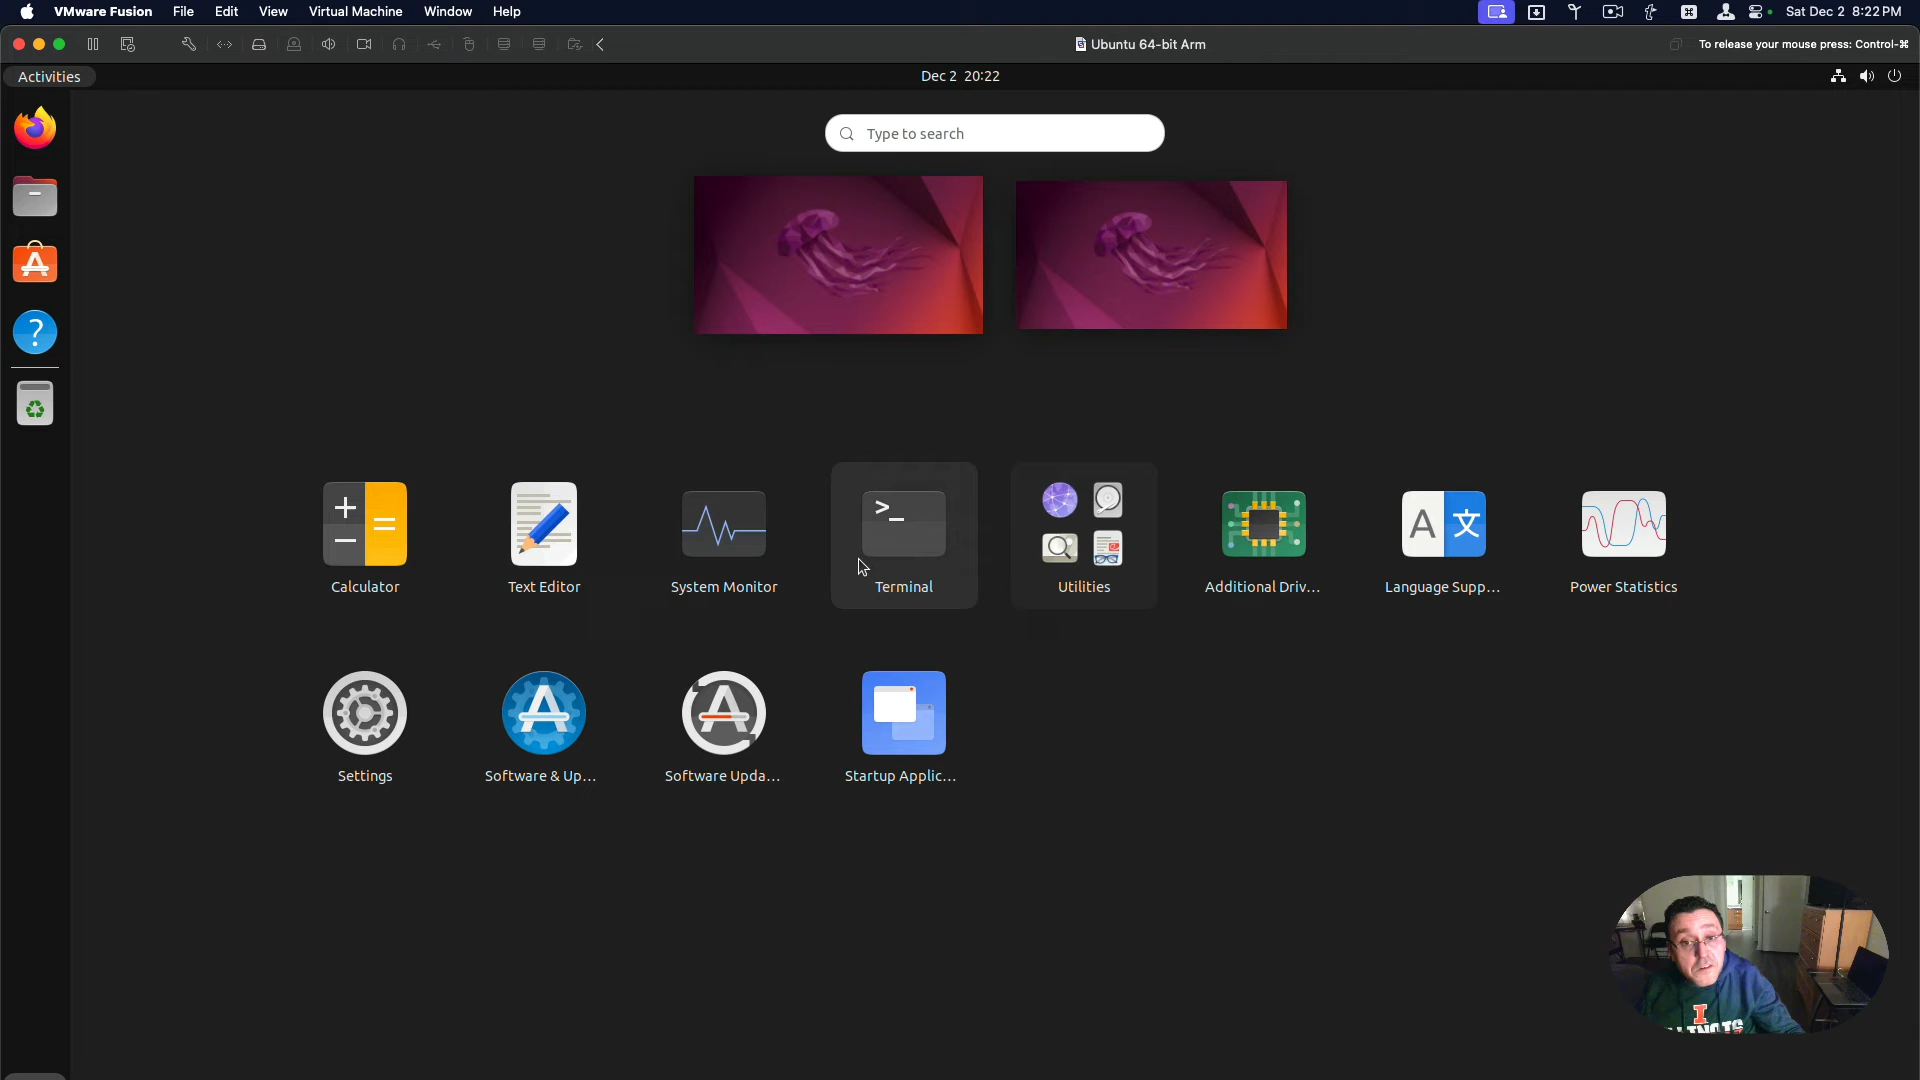 VMware Fusion File Edit View Virtual Machine Window Help Sat Dec 2 8:22 PM
Ubuntu 64-bit Arm To release your mouse press: Control-⌘
Activities Dec 2 20:22
Type to search
Calculator Text Editor System Monitor Terminal Utilities Additional Driv... Language Supp... Power Statistics
Settings Software & Up... Software Upda... Startup Applic...